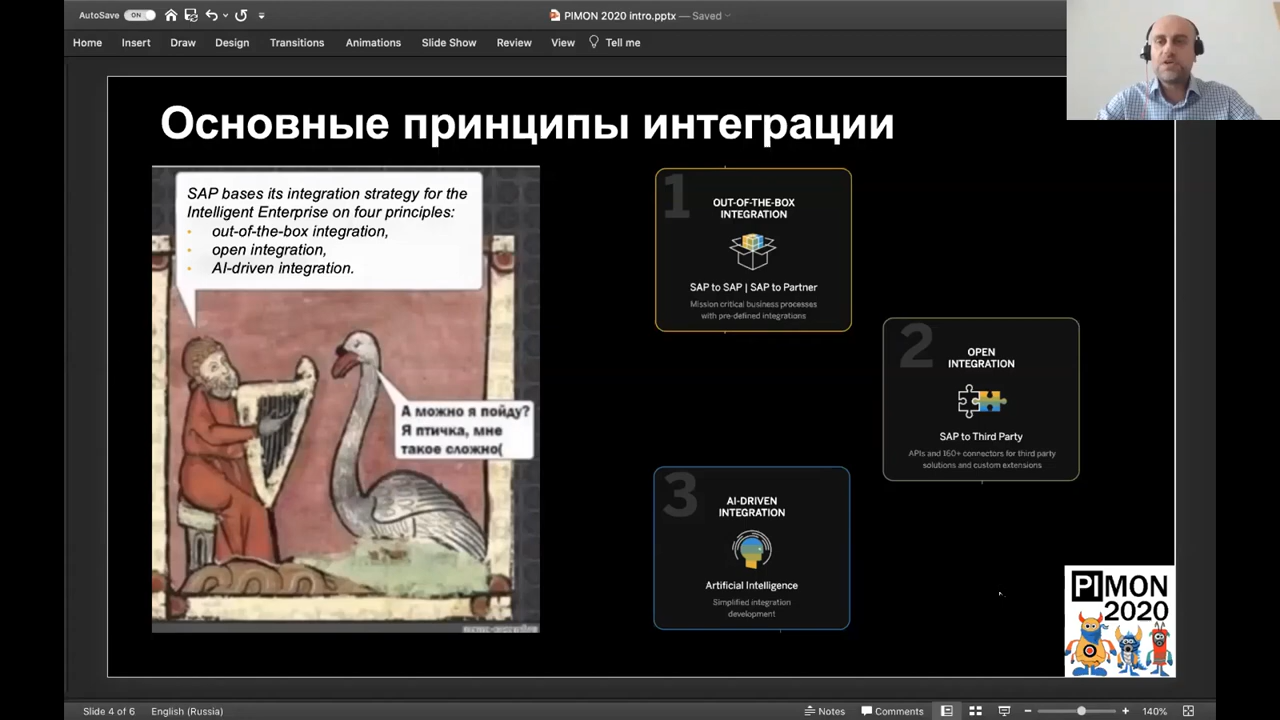 AutoSave ON
PIMON 2020 intro.pptx — Saved
Home Insert Draw Design Transitions Animations Slide Show Review View Tell me
Основные принципы интеграции
SAP bases its integration strategy for the
Intelligent Enterprise on four principles:
• out-of-the-box integration,
• open integration,
• AI-driven integration.
А можно я пойду?
Я птичка, мне
такое сложно(
1
OUT-OF-THE-BOX
INTEGRATION
SAP to SAP | SAP to Partner
Mission critical business processes
with pre-defined integrations
2
OPEN
INTEGRATION
SAP to Third Party
APIs and 160+ connectors for third party
solutions and custom extensions
3
AI-DRIVEN
INTEGRATION
Artificial Intelligence
Simplified integration
development
PIMON
2020
Slide 4 of 6 English (Russia) Notes Comments 140%